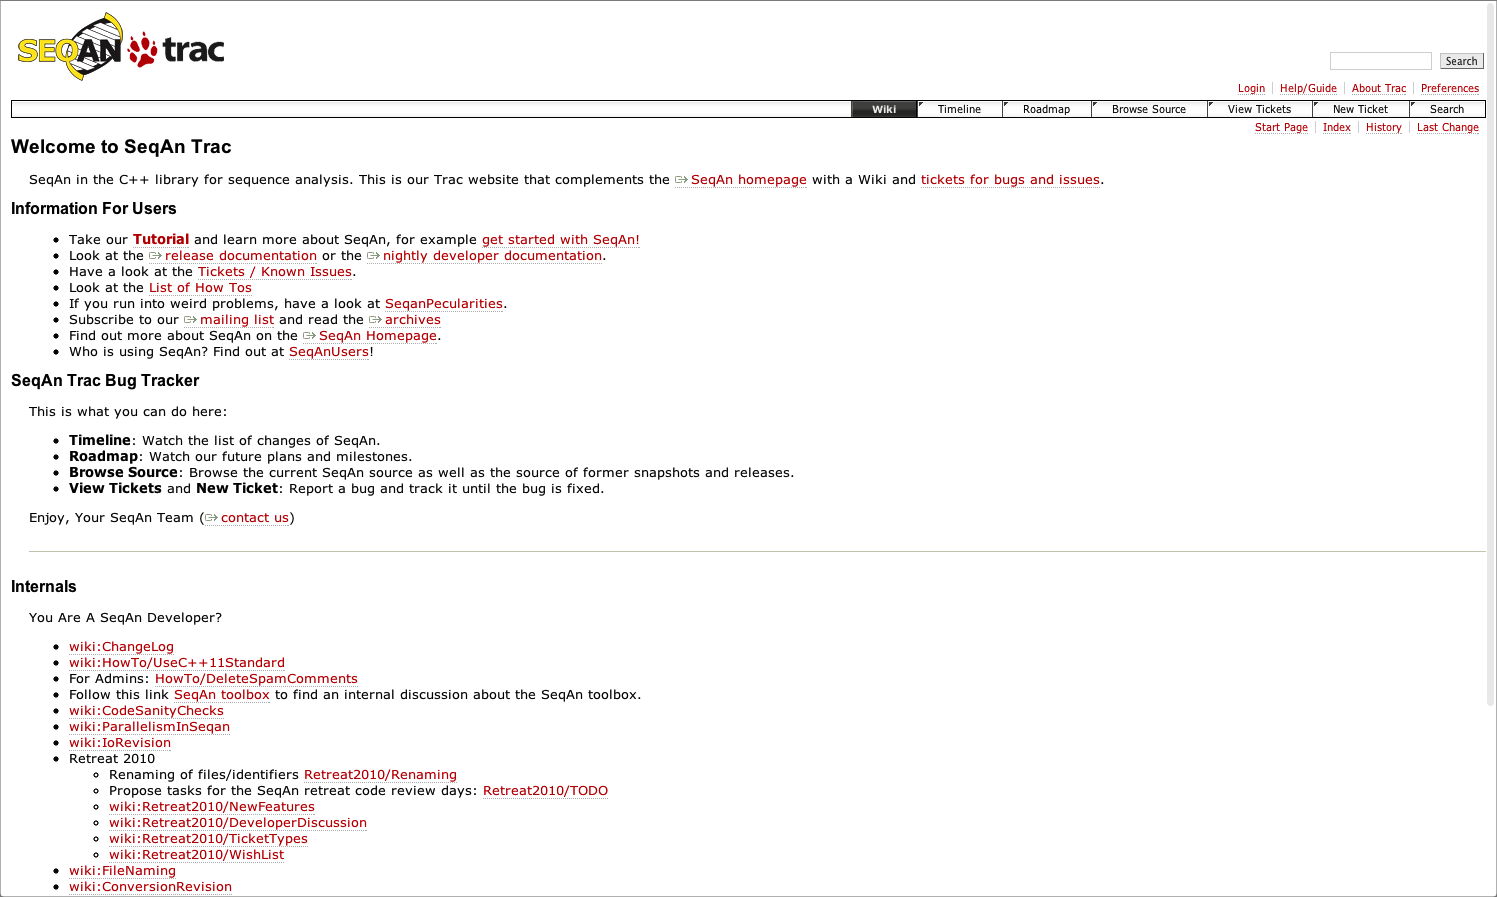 SEQAN trac
Search
Login Help/Guide About Trac Preferences
Wiki Timeline Roadmap Browse Source View Tickets New Ticket Search
Start Page Index History Last Change
Welcome to SeqAn Trac
SeqAn in the C++ library for sequence analysis. This is our Trac website that complements the SeqAn homepage with a Wiki and tickets for bugs and issues.
Information For Users
Take our Tutorial and learn more about SeqAn, for example get started with SeqAn!
Look at the release documentation or the nightly developer documentation.
Have a look at the Tickets / Known Issues.
Look at the List of How Tos
If you run into weird problems, have a look at SeqanPecularities.
Subscribe to our mailing list and read the archives
Find out more about SeqAn on the SeqAn Homepage.
Who is using SeqAn? Find out at SeqAnUsers!
SeqAn Trac Bug Tracker
This is what you can do here:
Timeline: Watch the list of changes of SeqAn.
Roadmap: Watch our future plans and milestones.
Browse Source: Browse the current SeqAn source as well as the source of former snapshots and releases.
View Tickets and New Ticket: Report a bug and track it until the bug is fixed.
Enjoy, Your SeqAn Team (contact us)
Internals
You Are A SeqAn Developer?
wiki:ChangeLog
wiki:HowTo/UseC++11Standard
For Admins: HowTo/DeleteSpamComments
Follow this link SeqAn toolbox to find an internal discussion about the SeqAn toolbox.
wiki:CodeSanityChecks
wiki:ParallelismInSeqan
wiki:IoRevision
Retreat 2010
Renaming of files/identifiers Retreat2010/Renaming
Propose tasks for the SeqAn retreat code review days: Retreat2010/TODO
wiki:Retreat2010/NewFeatures
wiki:Retreat2010/DeveloperDiscussion
wiki:Retreat2010/TicketTypes
wiki:Retreat2010/WishList
wiki:FileNaming
wiki:ConversionRevision